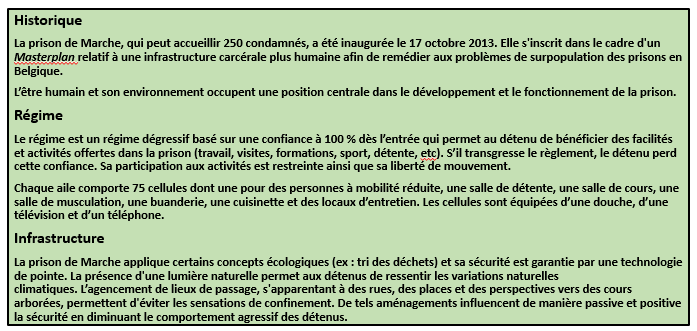 Historique
La prison de Marche, qui peut accueillir 250 condamnés, a été inaugurée le 17 octobre 2013. Elle s'inscrit dans le cadre d'un
Masterplan relatif à une infrastructure carcérale plus humaine afin de remédier aux problèmes de surpopulation des prisons en
Belgique.
L'être humain et son environnement occupent une position centrale dans le développement et le fonctionnement de la prison.
Régime
Le régime est un régime dégressif basé sur une confiance à 100 % dès l'entrée qui permet au détenu de bénéficier des facilités
et activités offertes dans la prison (travail, visites, formations, sport, détente, etc). S'il transgresse le règlement, le détenu perd
cette confiance. Sa participation aux activités est restreinte ainsi que sa liberté de mouvement.
Chaque aile comporte 75 cellules dont une pour des personnes à mobilité réduite, une salle de détente, une salle de cours, une
salle de musculation, une buanderie, une cuisinette et des locaux d'entretien. Les cellules sont équipées d'une douche, d'une
télévision et d'un téléphone.
Infrastructure
La prison de Marche applique certains concepts écologiques (ex : tri des déchets) et sa sécurité est garantie par une technologie
de pointe. La présence d'une lumière naturelle permet aux détenus de ressentir les variations naturelles
climatiques. L'agencement de lieux de passage, s'apparentant à des rues, des places et des perspectives vers des cours
arborées, permettent d'éviter les sensations de confinement. De tels aménagements influencent de manière passive et positive
la sécurité en diminuant le comportement agressif des détenus.